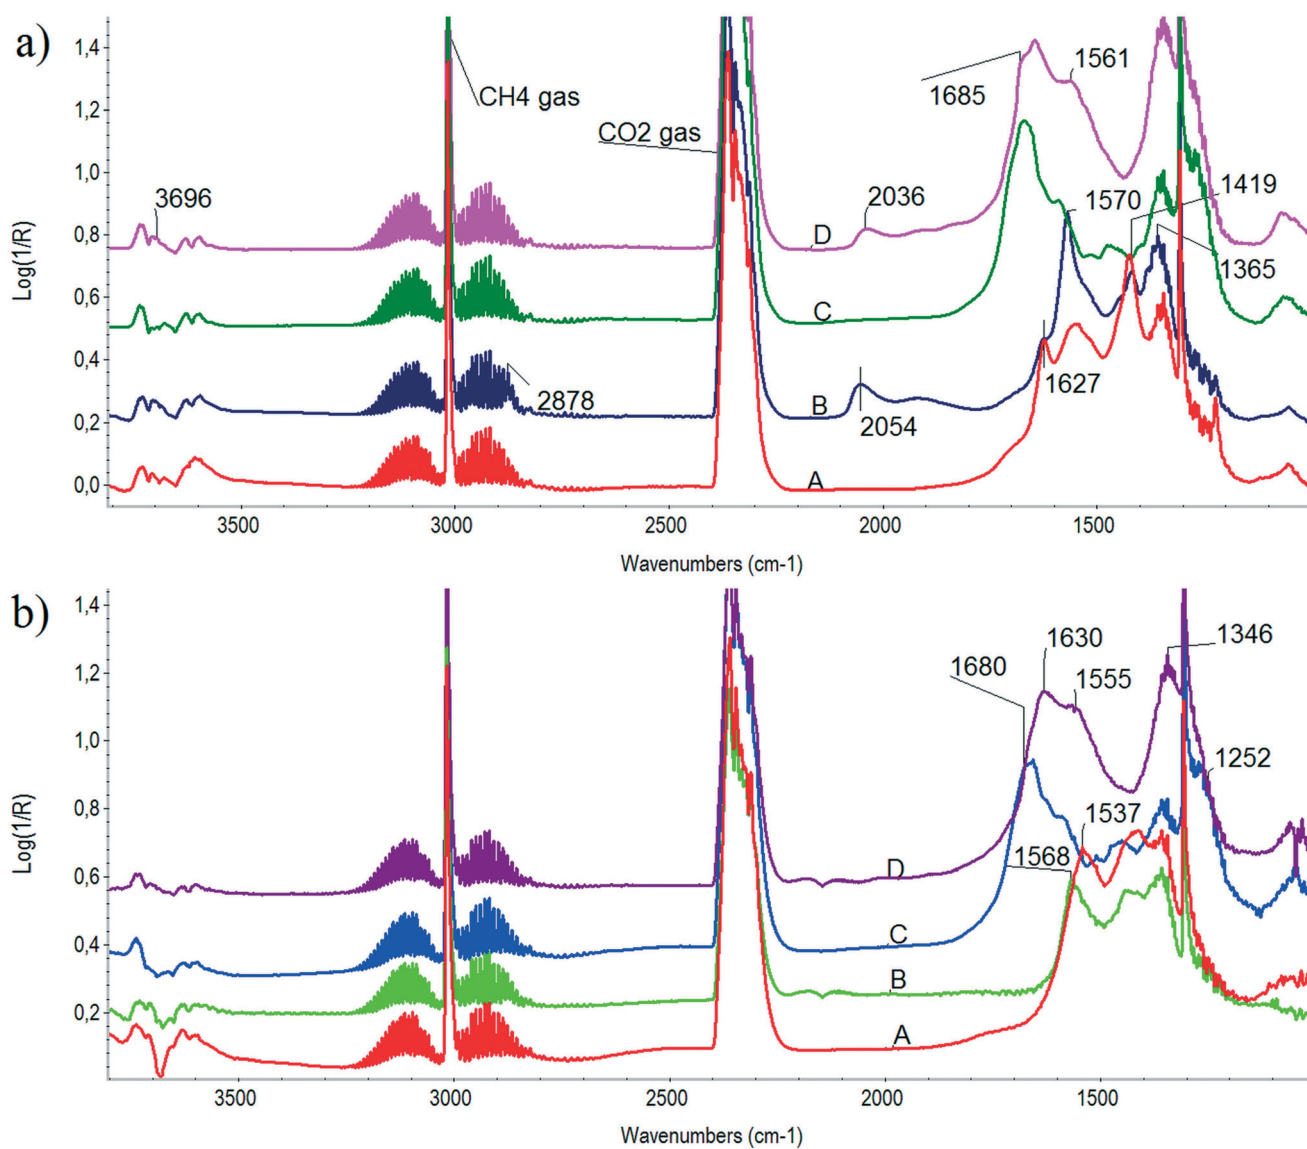 a)
1,4
1,2
1,0
0,8
0,6
0,4
0,2
0,0
Log(1/R)
3696
CH4 gas
CO2 gas
2878
2036
2054
1685
1561
1570
1419
1365
1627
D
C
B
A
3500
3000
2500
2000
1500
Wavenumbers (cm-1)
b)
1,4
1,2
1,0
0,8
0,6
0,4
0,2
Log(1/R)
1630
1346
1680
1555
1252
1537
1568
D
C
B
A
3500
3000
2500
2000
1500
Wavenumbers (cm-1)